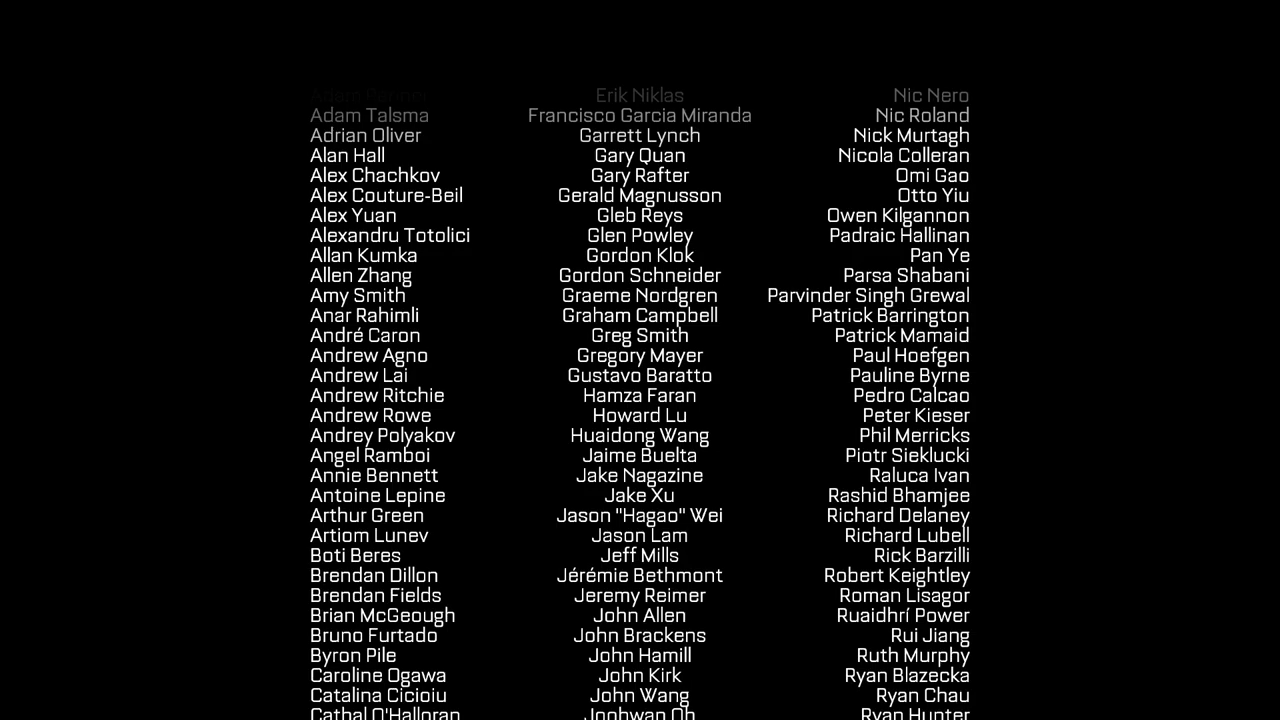 Erik Niklas Nic Nero
Adam Talsma Francisco Garcia Miranda Nic Roland
Adrian Oliver Garrett Lynch Nick Murtagh
Alan Hall Gary Quan Nicola Colleran
Alex Chachkov Gary Rafter Omi Gao
Alex Couture-Beil Gerald Magnusson Otto Yiu
Alex Yuan Gleb Reys Owen Kilgannon
Alexandru Totolici Glen Powley Padraic Hallinan
Allan Kumka Gordon Klok Pan Ye
Allen Zhang Gordon Schneider Parsa Shabani
Amy Smith Graeme Nordgren Parvinder Singh Grewal
Anar Rahimli Graham Campbell Patrick Barrington
André Caron Greg Smith Patrick Mamaid
Andrew Agno Gregory Mayer Paul Hoefgen
Andrew Lai Gustavo Baratto Pauline Byrne
Andrew Ritchie Hamza Faran Pedro Calcao
Andrew Rowe Howard Lu Peter Kieser
Andrey Polyakov Huaidong Wang Phil Merricks
Angel Ramboi Jaime Buelta Piotr Sieklucki
Annie Bennett Jake Nagazine Raluca Ivan
Antoine Lepine Jake Xu Rashid Bhamjee
Arthur Green Jason "Hagao" Wei Richard Delaney
Artiom Lunev Jason Lam Richard Lubell
Boti Beres Jeff Mills Rick Barzilli
Brendan Dillon Jérémie Bethmont Robert Keightley
Brendan Fields Jeremy Reimer Roman Lisagor
Brian McGeough John Allen Ruaidhrí Power
Bruno Furtado John Brackens Rui Jiang
Byron Pile John Hamill Ruth Murphy
Caroline Ogawa John Kirk Ryan Blazecka
Catalina Cicioiu John Wang Ryan Chau
Cathal O'Halloran Joohwan Oh Ryan Hunter